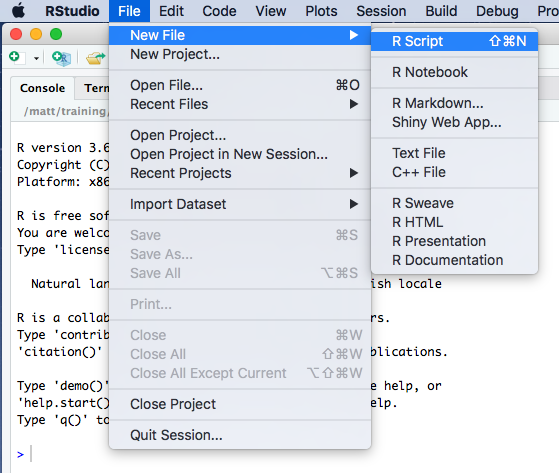 RStudio File Edit Code View Plots Session Build Debug
Console
/matt/training/
R version 3.6
Copyright (C)
Platform: x86
R is free sof
You are welco
Type 'licens
Natural lan
ish locale
R is a collab
rs.
Type 'contrib
'citation()'
blications.
Type 'demo()'
e help, or
'help.start()
elp.
Type 'q()' to
>
New File
New Project...
Open File... ⌘O
Recent Files
Open Project...
Open Project in New Session...
Recent Projects
Import Dataset
Save ⌘S
Save As...
Save All ⌥⌘S
Print...
Close ⌘W
Close All ⇧⌘W
Close All Except Current ⌥⇧⌘W
Close Project
Quit Session...
R Script ⇧⌘N
R Notebook
R Markdown...
Shiny Web App...
Text File
C++ File
R Sweave
R HTML
R Presentation
R Documentation